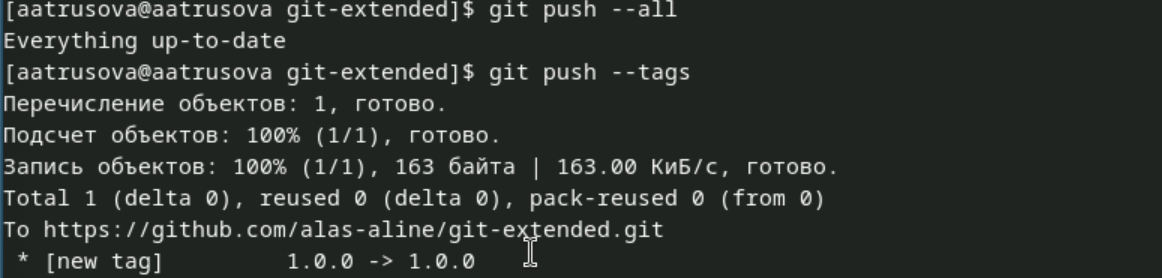 [aatrusova@aatrusova git-extended]$ git push --all
Everything up-to-date
[aatrusova@aatrusova git-extended]$ git push --tags
Перечисление объектов: 1, готово.
Подсчет объектов: 100% (1/1), готово.
Запись объектов: 100% (1/1), 163 байта | 163.00 КиБ/с, готово.
Total 1 (delta 0), reused 0 (delta 0), pack-reused 0 (from 0)
To https://github.com/alas-aline/git-extended.git
 * [new tag]         1.0.0 -> 1.0.0